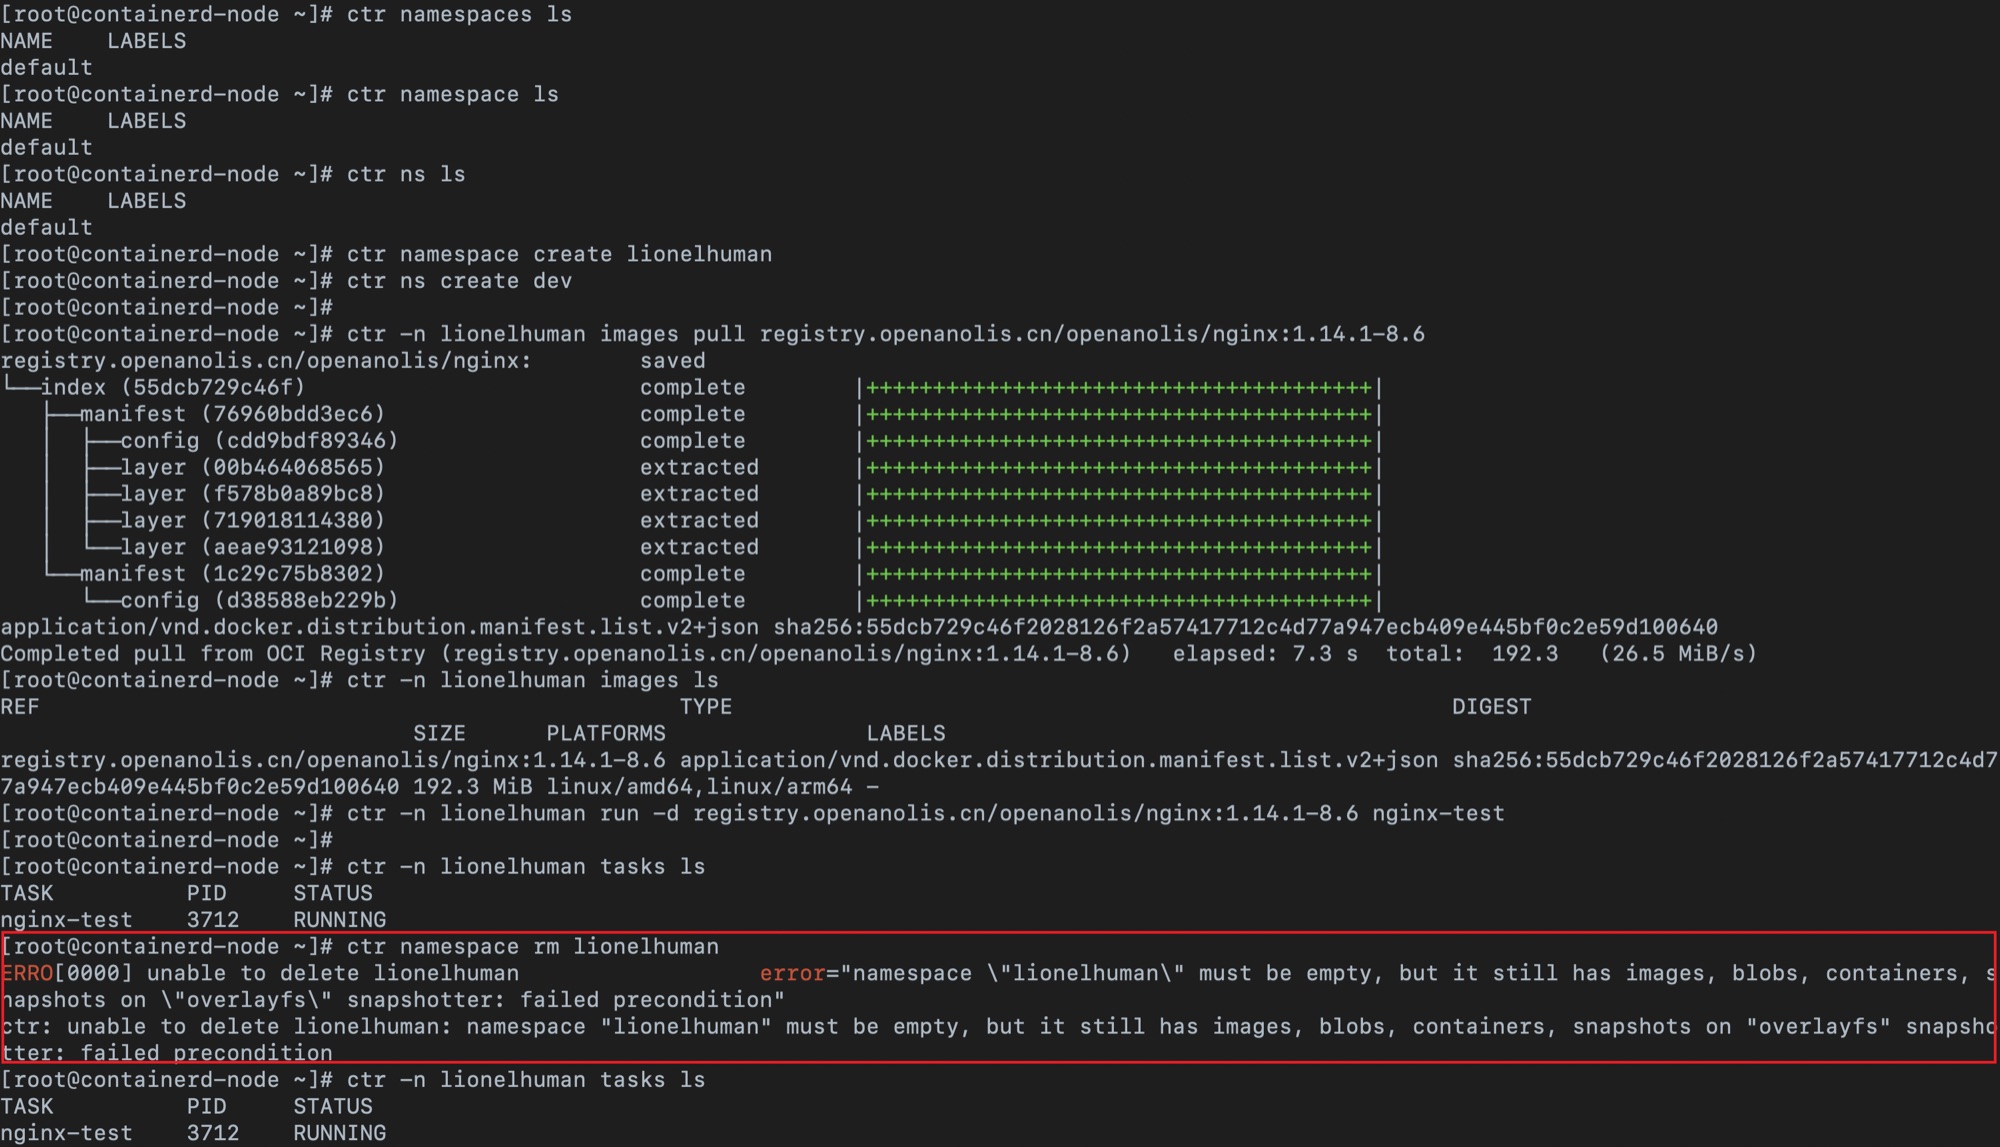 [root@containerd-node ~]# ctr namespaces ls
NAME    LABELS
default
[root@containerd-node ~]# ctr namespace ls
NAME    LABELS
default
[root@containerd-node ~]# ctr ns ls
NAME    LABELS
default
[root@containerd-node ~]# ctr namespace create lionelhuman
[root@containerd-node ~]# ctr ns create dev
[root@containerd-node ~]#
[root@containerd-node ~]# ctr -n lionelhuman images pull registry.openanolis.cn/openanolis/nginx:1.14.1-8.6
registry.openanolis.cn/openanolis/nginx:        saved
└──index (55dcb729c46f)                         complete        |++++++++++++++++++++++++++++++++++++++|
   ├──manifest (76960bdd3ec6)                   complete        |++++++++++++++++++++++++++++++++++++++|
   │  ├──config (cdd9bdf89346)                  complete        |++++++++++++++++++++++++++++++++++++++|
   │  ├──layer (00b464068565)                   extracted       |++++++++++++++++++++++++++++++++++++++|
   │  ├──layer (f578b0a89bc8)                   extracted       |++++++++++++++++++++++++++++++++++++++|
   │  ├──layer (719018114380)                   extracted       |++++++++++++++++++++++++++++++++++++++|
   │  └──layer (aeae93121098)                   extracted       |++++++++++++++++++++++++++++++++++++++|
   └──manifest (1c29c75b8302)                   complete        |++++++++++++++++++++++++++++++++++++++|
      └──config (d38588eb229b)                  complete        |++++++++++++++++++++++++++++++++++++++|
application/vnd.docker.distribution.manifest.list.v2+json sha256:55dcb729c46f2028126f2a57417712c4d77a947ecb409e445bf0c2e59d100640
Completed pull from OCI Registry (registry.openanolis.cn/openanolis/nginx:1.14.1-8.6)   elapsed: 7.3 s  total:  192.3   (26.5 MiB/s)
[root@containerd-node ~]# ctr -n lionelhuman images ls
REF                                                TYPE                                                      DIGEST
                               SIZE      PLATFORMS               LABELS
registry.openanolis.cn/openanolis/nginx:1.14.1-8.6 application/vnd.docker.distribution.manifest.list.v2+json sha256:55dcb729c46f2028126f2a57417712c4d7
7a947ecb409e445bf0c2e59d100640 192.3 MiB linux/amd64,linux/arm64 -
[root@containerd-node ~]# ctr -n lionelhuman run -d registry.openanolis.cn/openanolis/nginx:1.14.1-8.6 nginx-test
[root@containerd-node ~]#
[root@containerd-node ~]# ctr -n lionelhuman tasks ls
TASK          PID     STATUS
nginx-test    3712    RUNNING
[root@containerd-node ~]# ctr namespace rm lionelhuman
ERRO[0000] unable to delete lionelhuman                  error="namespace \"lionelhuman\" must be empty, but it still has images, blobs, containers, s
napshots on \"overlayfs\" snapshotter: failed precondition"
ctr: unable to delete lionelhuman: namespace "lionelhuman" must be empty, but it still has images, blobs, containers, snapshots on "overlayfs" snapsho
tter: failed precondition
[root@containerd-node ~]# ctr -n lionelhuman tasks ls
TASK          PID     STATUS
nginx-test    3712    RUNNING